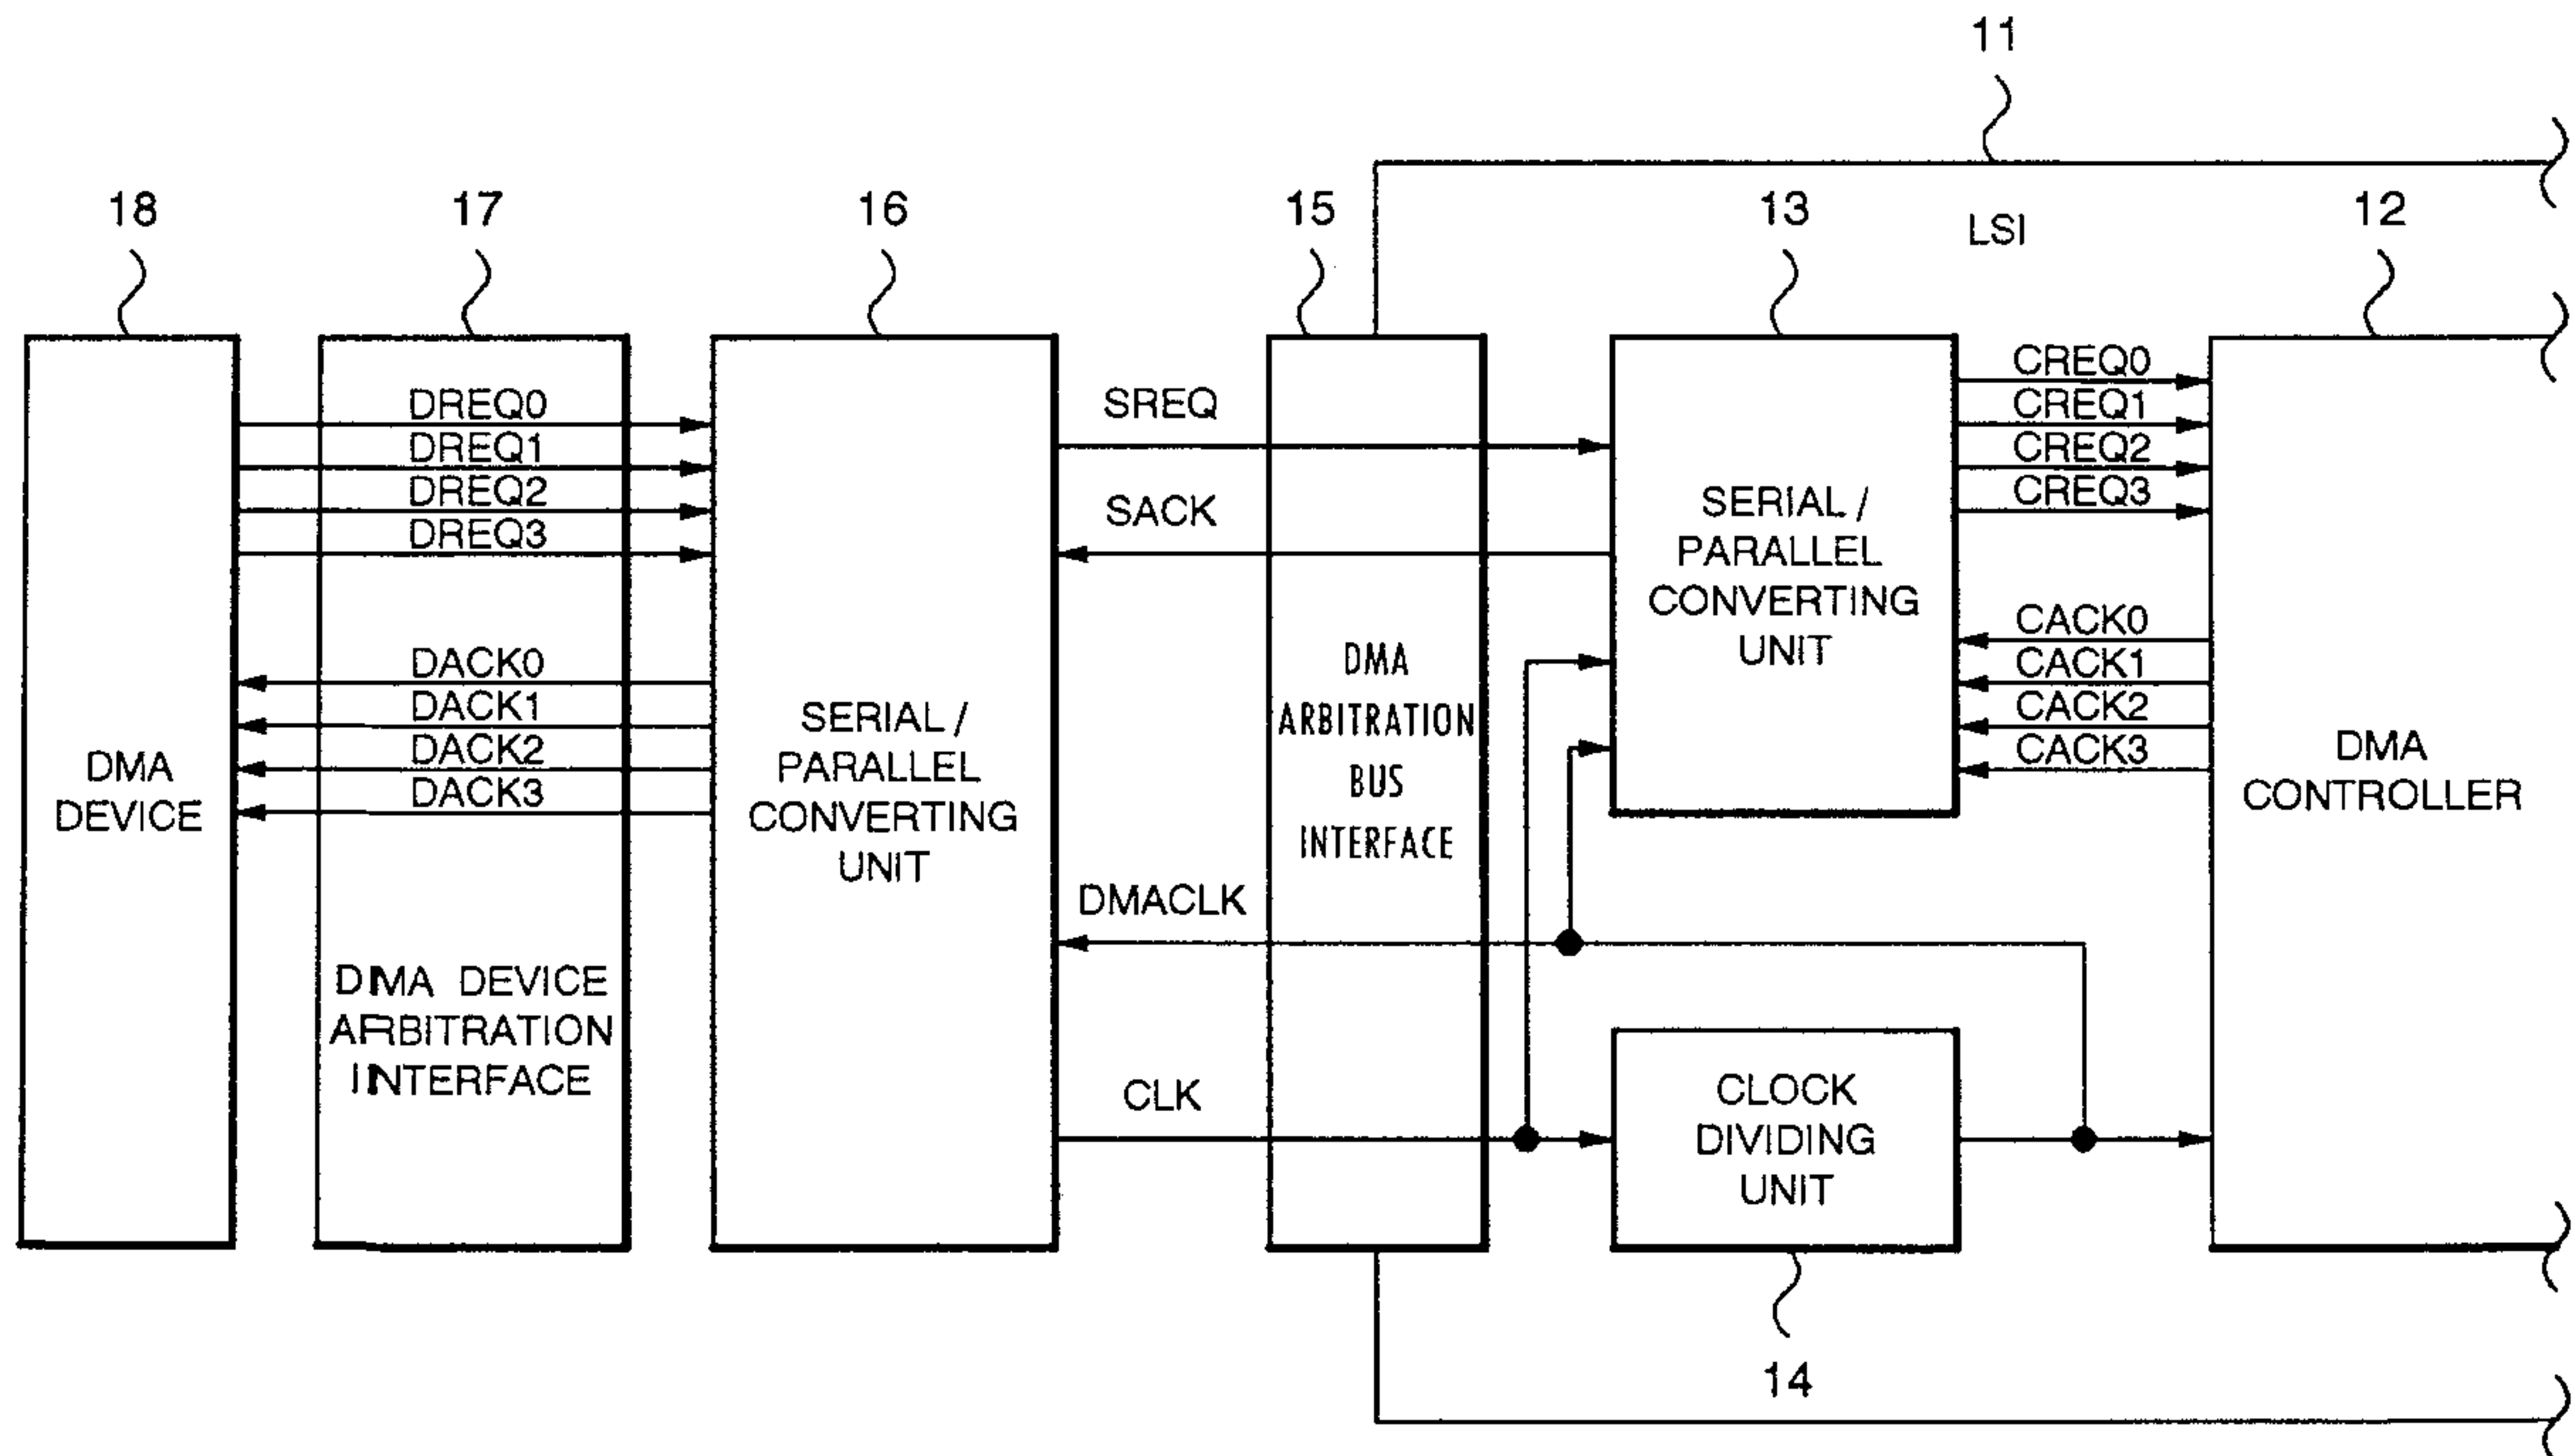 11
18
17
16
15
13
LSI
12
DREQ0
DREQ1
DREQ2
DREQ3
DACK0
DACK1
DACK2
DACK3
DMA
DEVICE
DMA DEVICE
ARBITRATION
INTERFACE
SERIAL /
PARALLEL
CONVERTING
UNIT
SREQ
SACK
DMACLK
CLK
DMA
ARBITRATION
BUS
INTERFACE
SERIAL /
PARALLEL
CONVERTING
UNIT
CREQ0
CREQ1
CREQ2
CREQ3
CACK0
CACK1
CACK2
CACK3
DMA
CONTROLLER
CLOCK
DIVIDING
UNIT
14